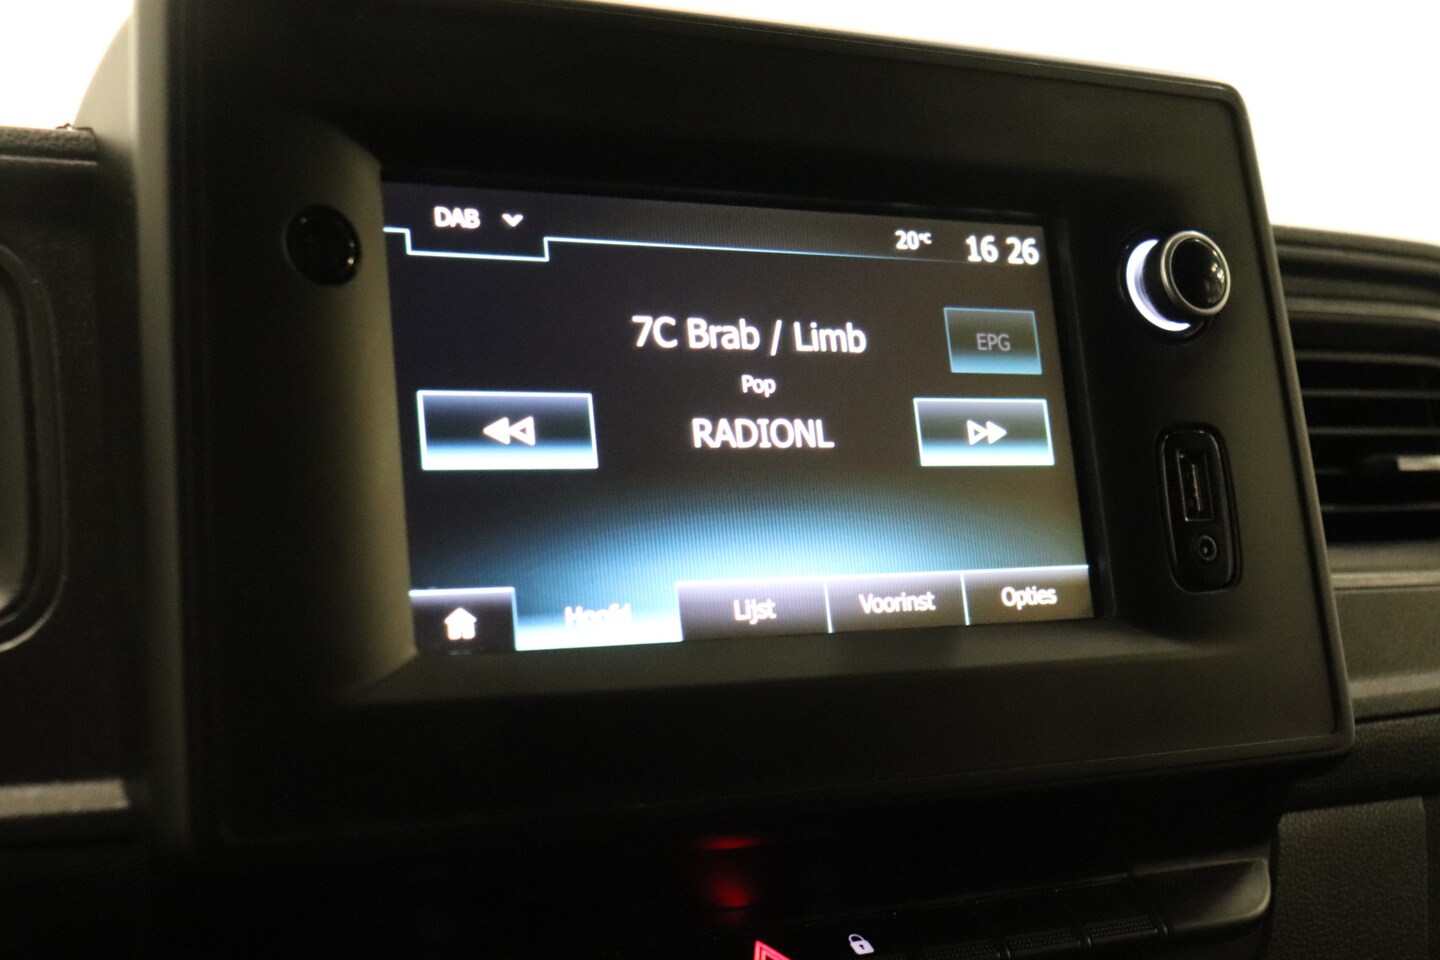 DAB
20°C 16 26
7C Brab / Limb
EPG
Pop
RADIONL
Hoofd
Lijst
Voorinst
Opties